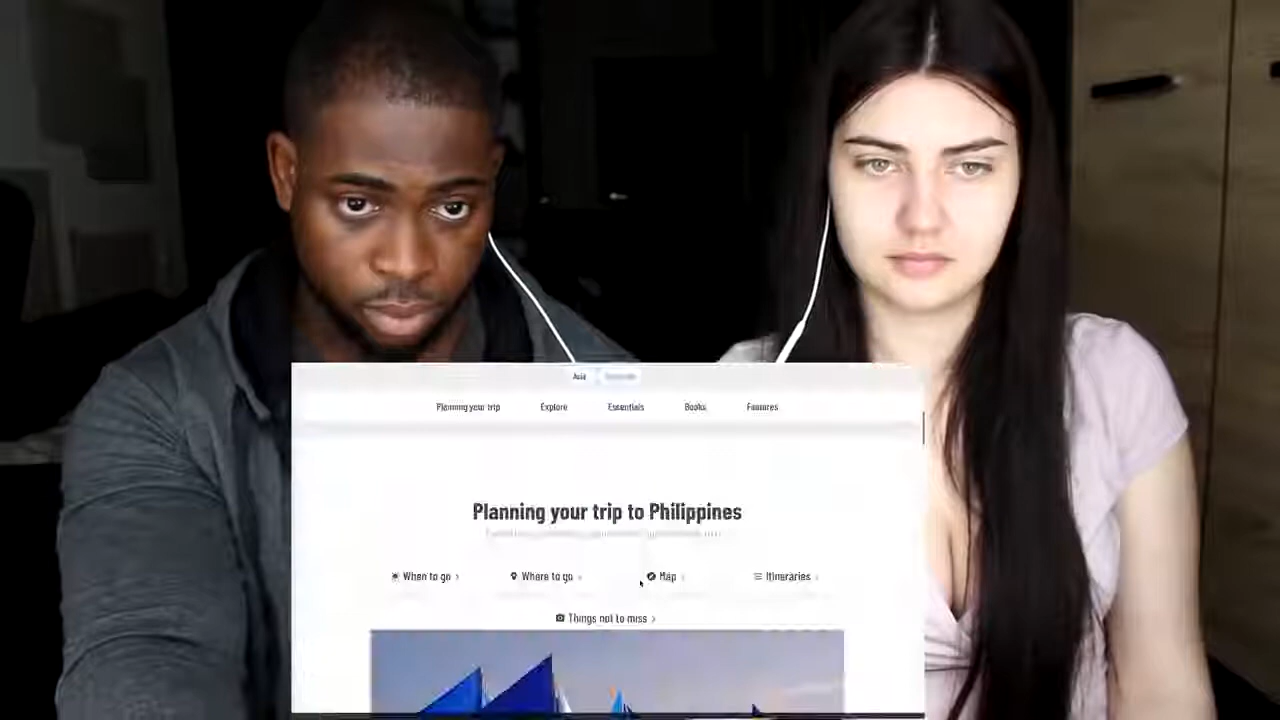 Asia
Planning your trip
Explore
Essentials
Books
Features
Planning your trip to Philippines
When to go
Where to go
Map
Itineraries
Things not to miss